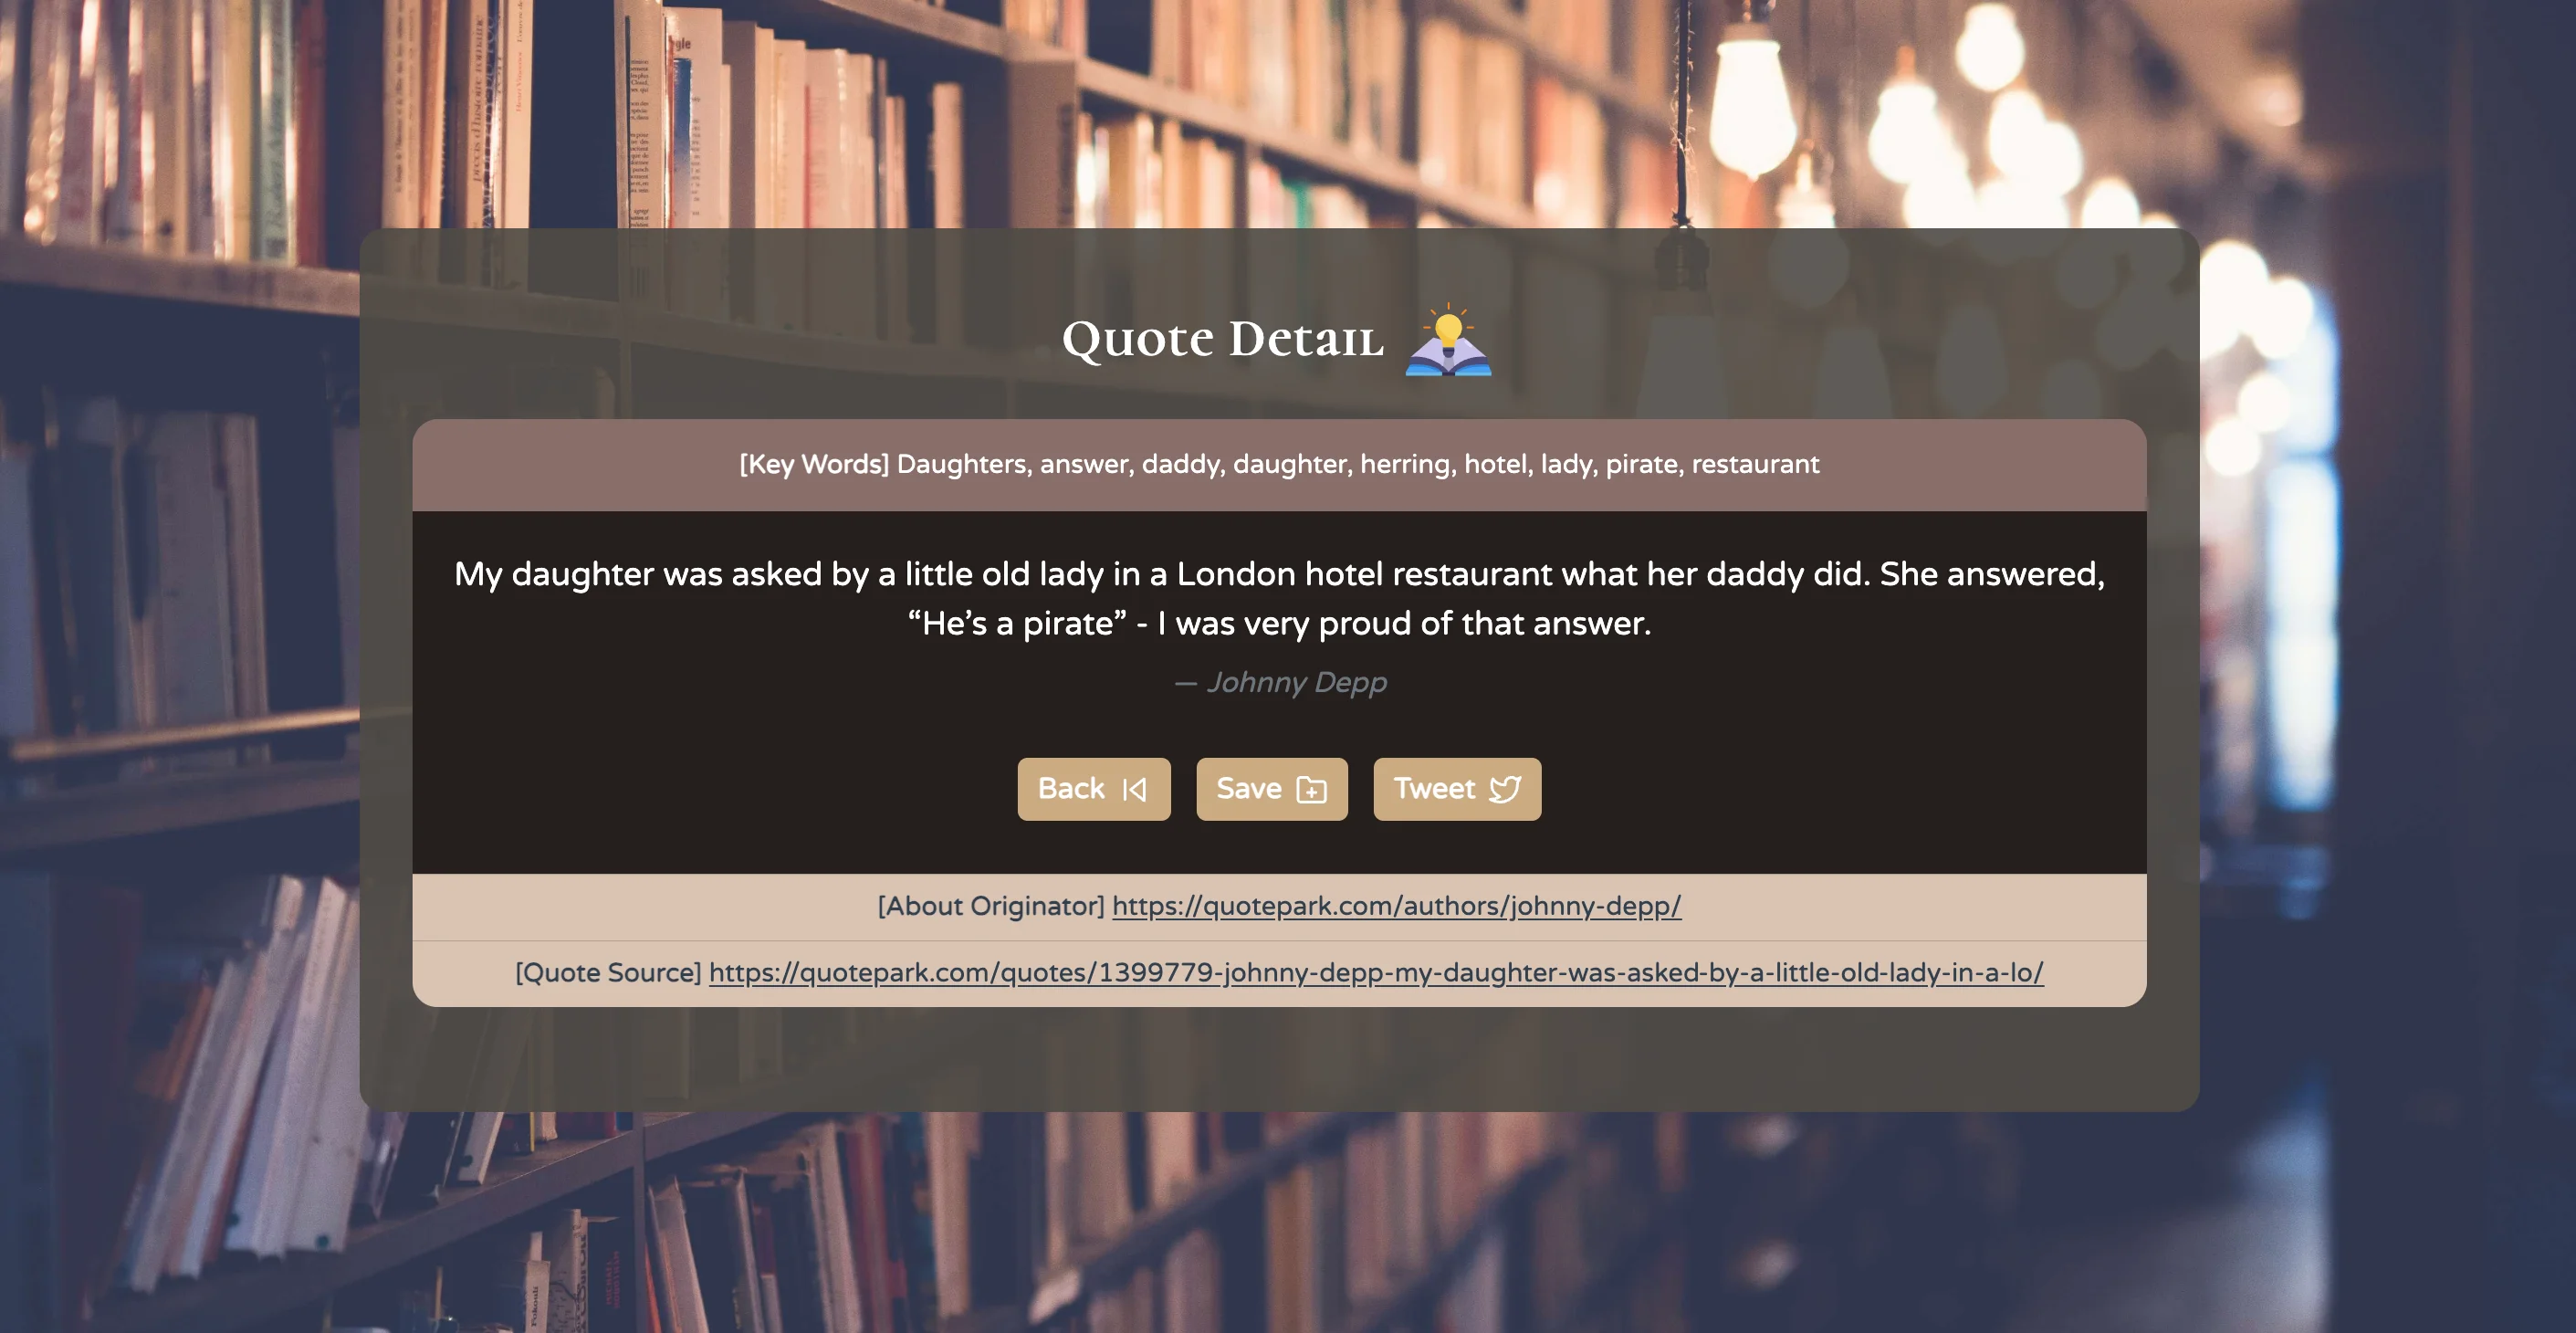 Quote Detail
[Key Words] Daughters, answer, daddy, daughter, herring, hotel, lady, pirate, restaurant
My daughter was asked by a little old lady in a London hotel restaurant what her daddy did. She answered,
“He’s a pirate” - I was very proud of that answer.
— Johnny Depp
Back
Save
Tweet
[About Originator] https://quotepark.com/authors/johnny-depp/
[Quote Source] https://quotepark.com/quotes/1399779-johnny-depp-my-daughter-was-asked-by-a-little-old-lady-in-a-lo/